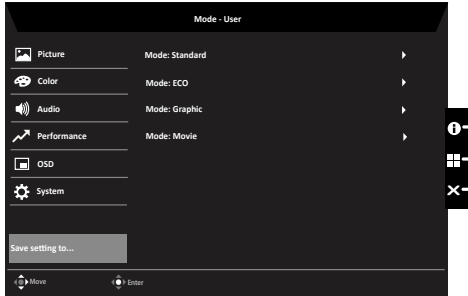 Mode - User
Picture
Color
Audio
Performance
OSD
System
Save setting to...
Mode: Standard
Mode: ECO
Mode: Graphic
Mode: Movie
Move
Enter